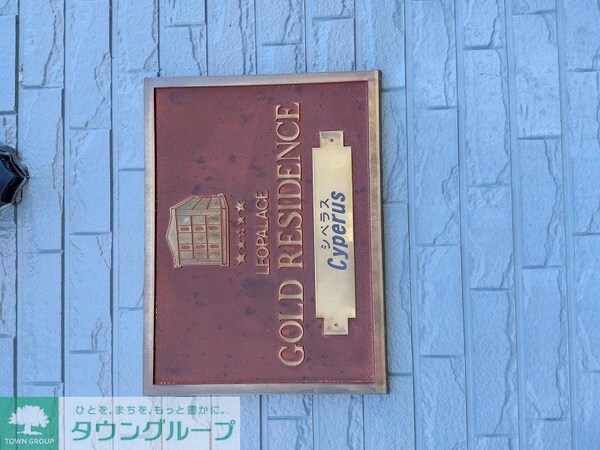 ★★★★★
LEOPALACE
GOLD RESIIDENCE
シペラス
Cyperus
TOWN GROUP
ひとを、まちを、もっと豊かに。
タウングループ